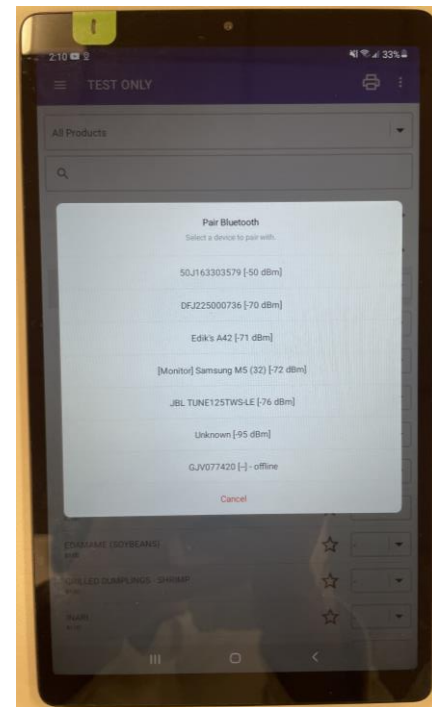 1
2:10
33%
TEST ONLY
All Products
Pair Bluetooth
Select a device to pair with.
50J163303579 [-50 dBm]
DFJ225000736 [-70 dBm]
Edik's A42 [-71 dBm]
[Monitor] Samsung M5 (32) [-72 dBm]
JBL TUNE125TWS-LE [-76 dBm]
Unknown [-95 dBm]
GJV077420 [--] - offline
Cancel
EDAMAME (SOYBEANS)
GRILLED DUMPLINGS - SHRIMP
INARI